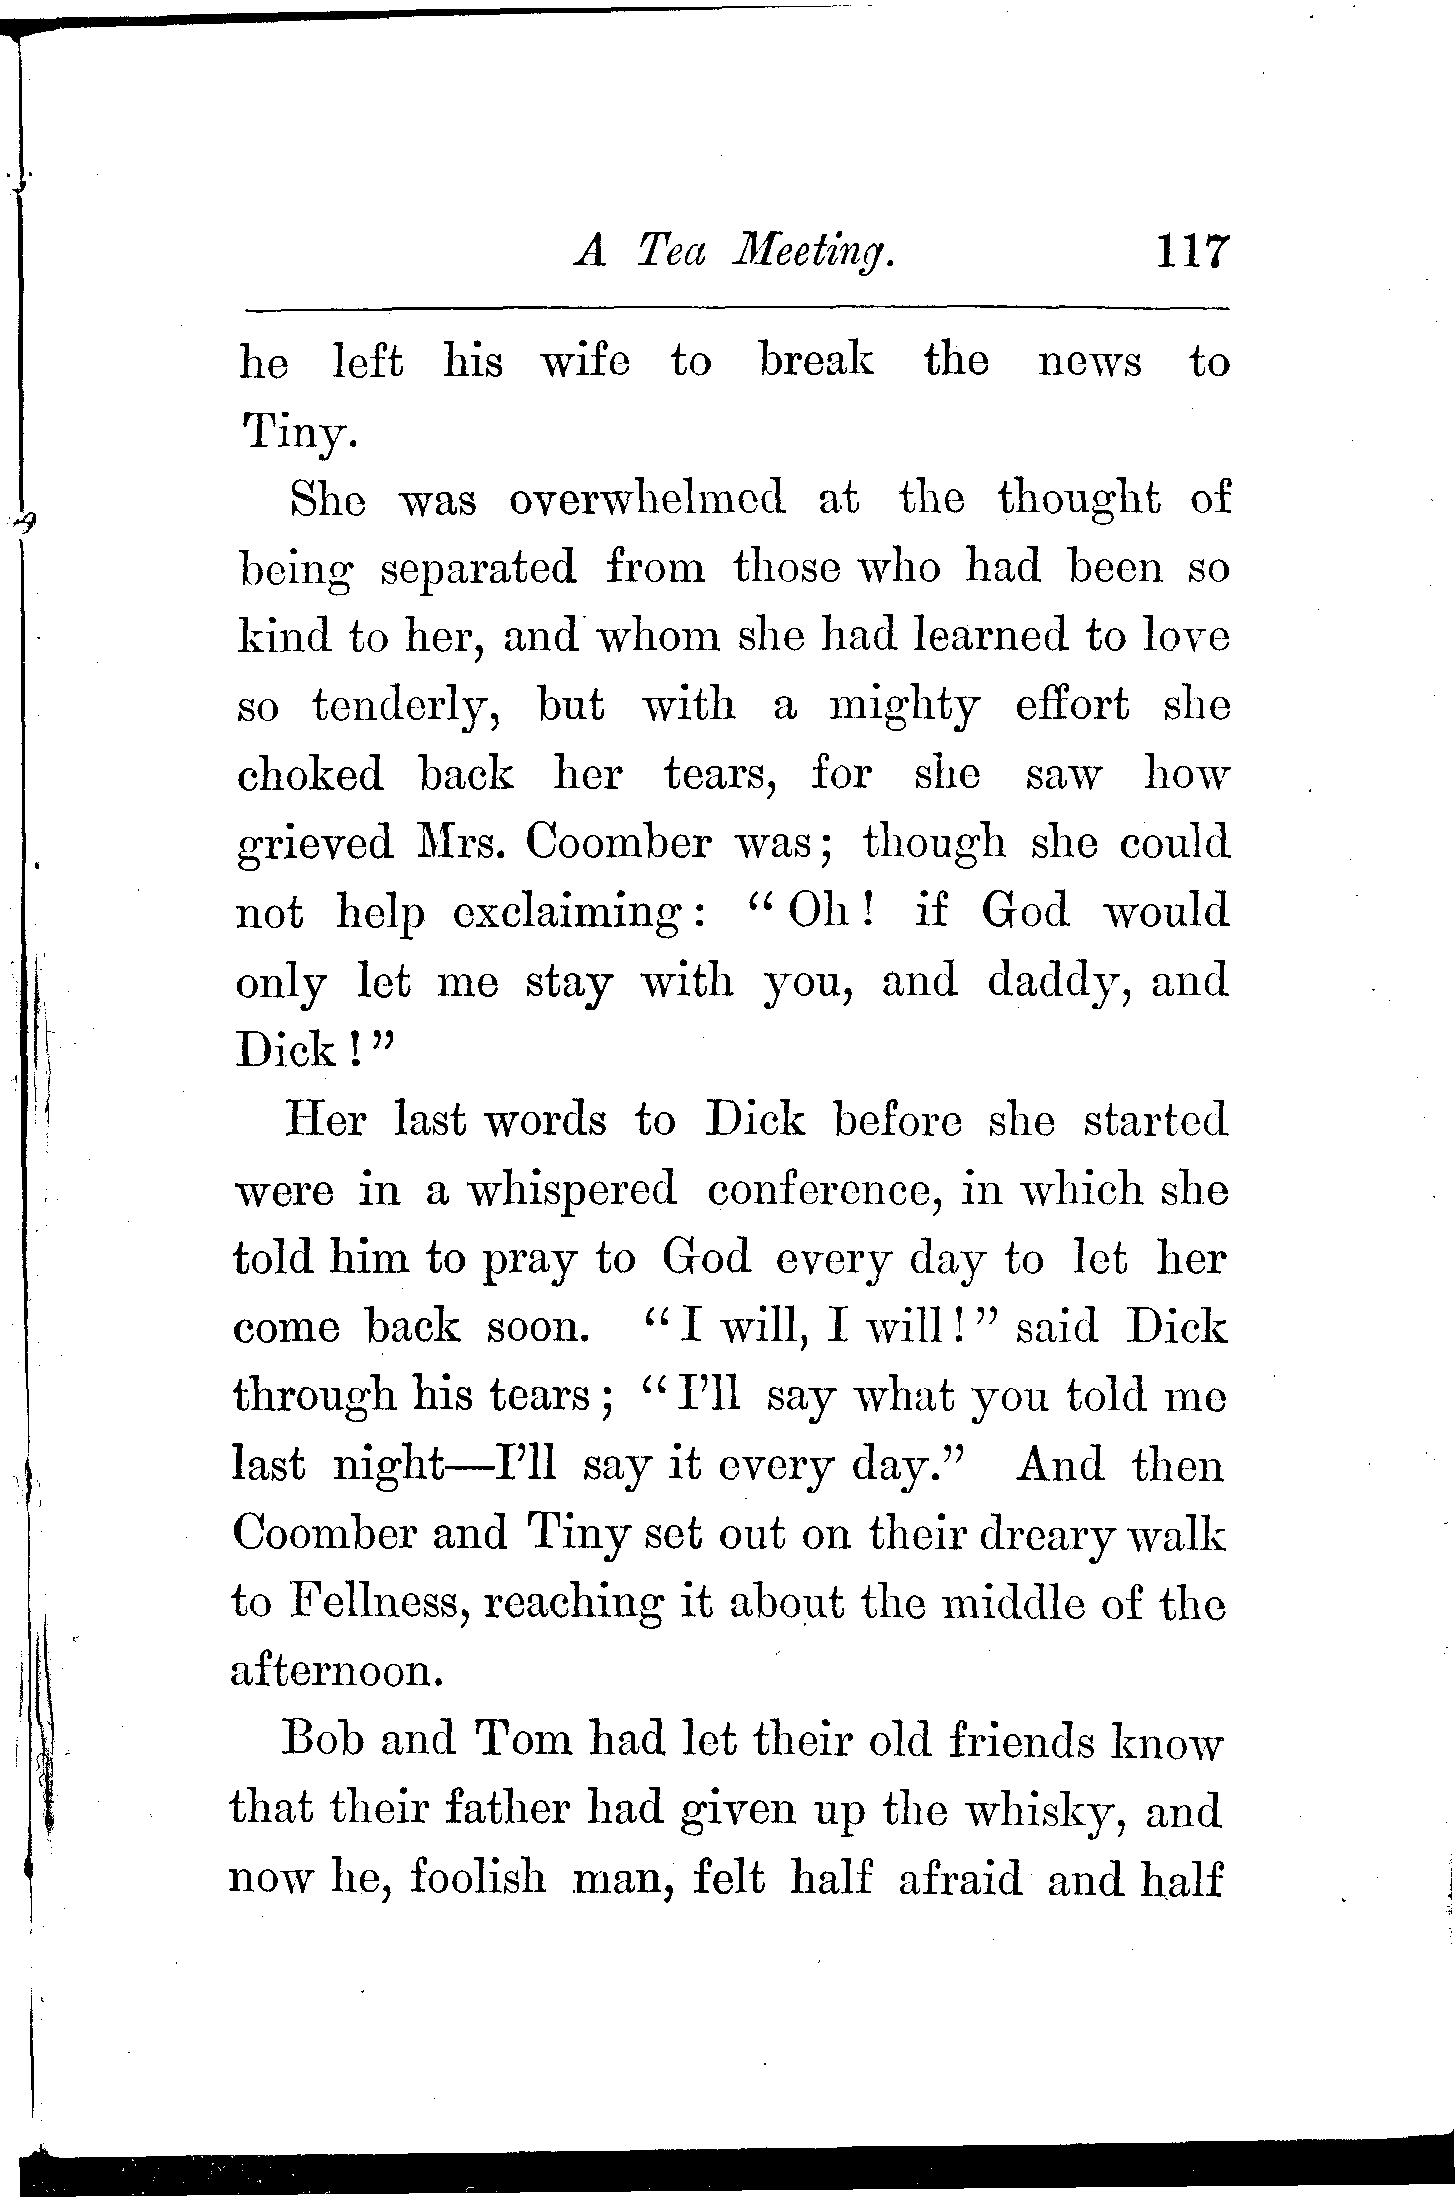 A Tea Meeting. 117
he left his wife to break the news to
Tiny.
She was overwhelmed at the thought of
being separated from those who had been so
kind to her, and whom she had learned to love
so tenderly, but with a mighty effort she
choked back her tears, for she saw how
grieved Mrs. Coomber was; though she could
not help exclaiming: "Oh! if God would
only let me stay with you, and daddy, and
Dick!"
Her last words to Dick before she started
were in a whispered conference, in which she
told him to pray to God every day to let her
come back soon. "I will, I will!" said Dick
through his tears; "I'll say what you told me
last night—I'll say it every day." And then
Coomber and Tiny set out on their dreary walk
to Fellness, reaching it about the middle of the
afternoon.
Bob and Tom had let their old friends know
that their father had given up the whisky, and
now he, foolish man, felt half afraid and half